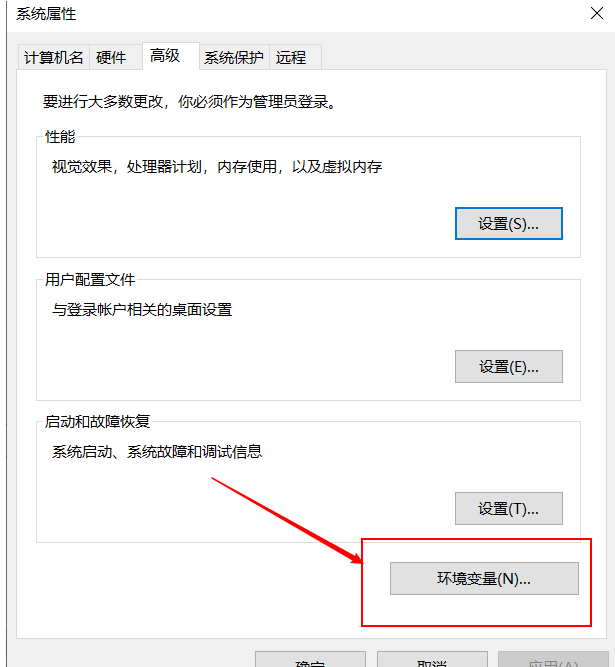 系统属性
计算机名 硬件 高级 系统保护 远程
要进行大多数更改，你必须作为管理员登录。
性能
视觉效果，处理器计划，内存使用，以及虚拟内存
设置(S)...
用户配置文件
与登录帐户相关的桌面设置
设置(E)...
启动和故障恢复
系统启动、系统故障和调试信息
设置(T)...
环境变量(N)...
确定 取消 应用(A)